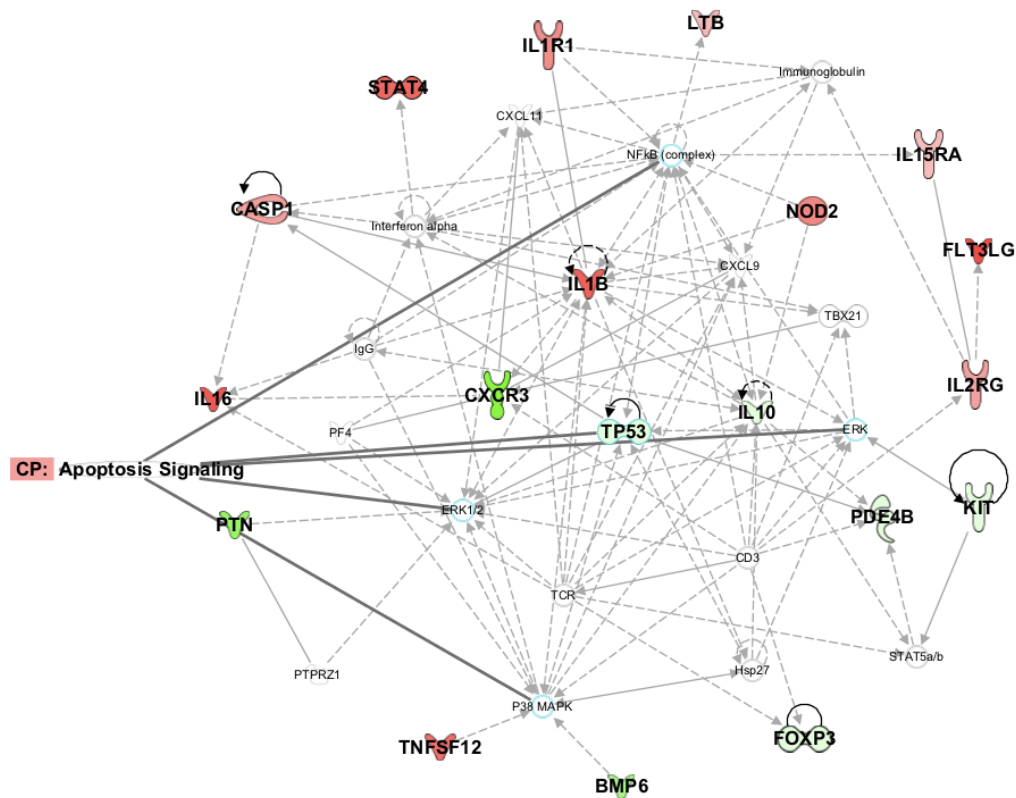 LTB
IL1R1
Immunoglobulin
STAT4
CXCL11
NFkB (complex)
IL15RA
CASP1
NOD2
Interferon alpha
FLT3LG
CXCL9
IL1B
TBX21
IgG
IL2RG
CXCR3
IL16
IL10
PF4
TP53
ERK
CP: Apoptosis Signaling
ERK1/2
KIT
PDE4B
PTN
CD3
TCR
STAT5a/b
Hsp27
PTPRZ1
P38 MAPK
FOXP3
TNFSF12
BMP6